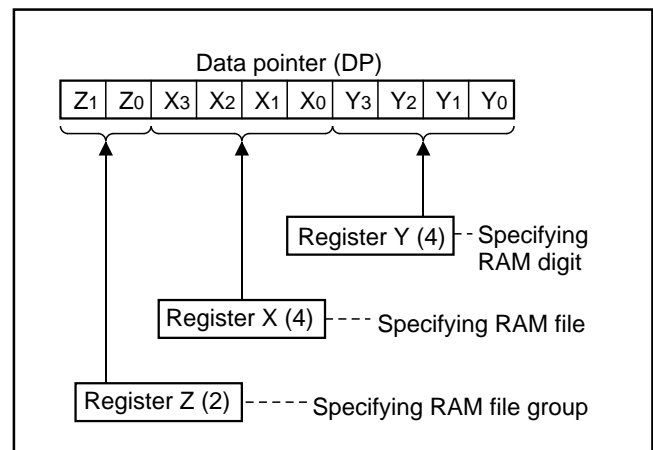 Data pointer (DP)
Z1 Z0 X3 X2 X1 X0 Y3 Y2 Y1 Y0
Register Y (4)
Specifying
RAM digit
Register X (4)
Specifying RAM file
Register Z (2)
Specifying RAM file group